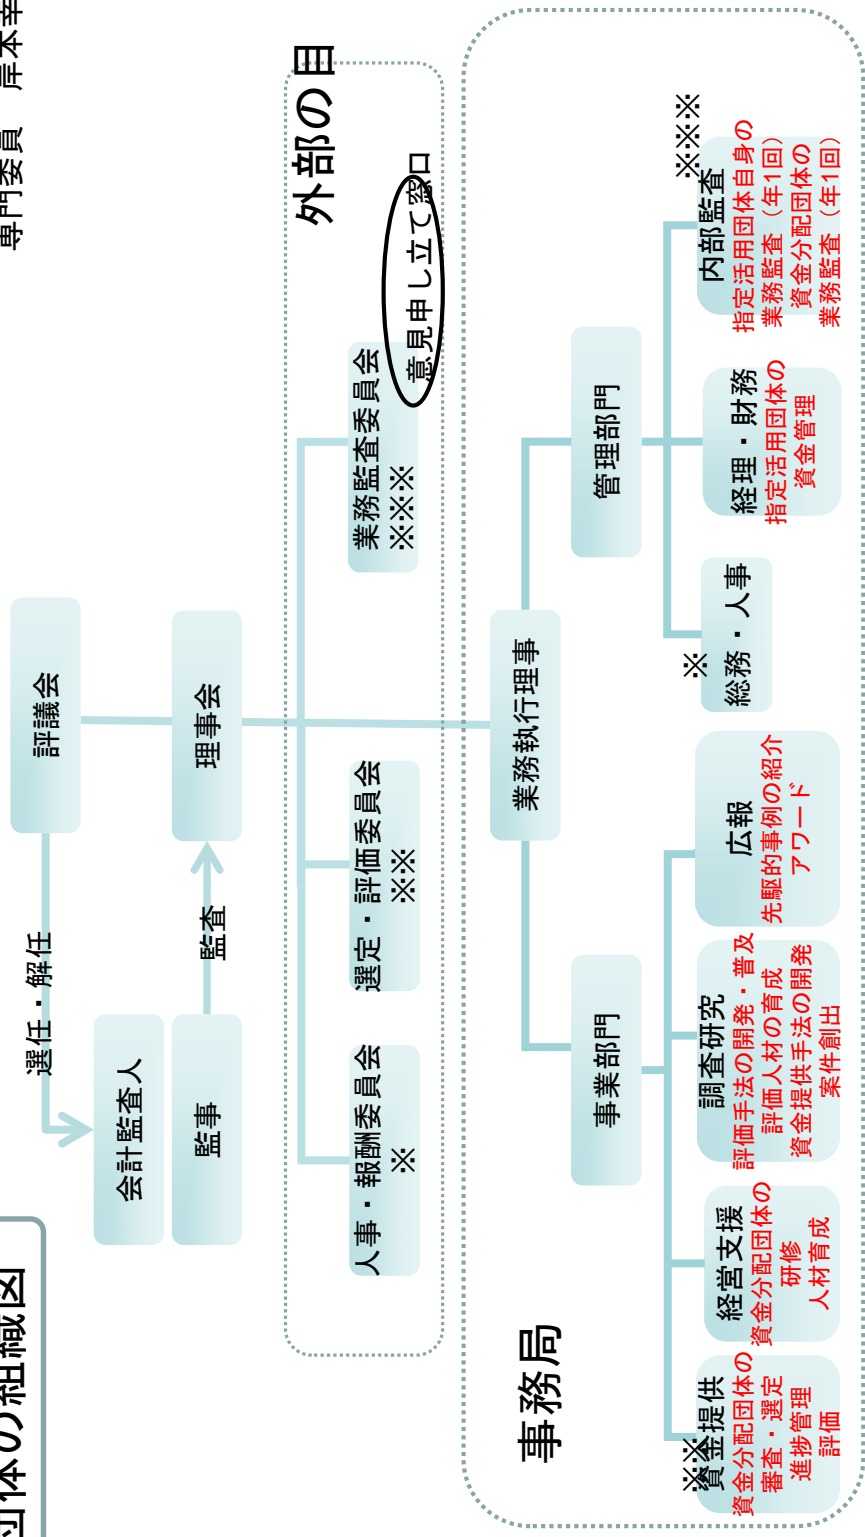 団体の組織図
専門委員 岸本幸
評議会
選任・解任
会計監査人
監事
監査
理事会
外部の目
人事・報酬委員会
※
選定・評価委員会
※※
業務監査委員会
※※※
意見申し立て窓口
事務局
業務執行理事
事業部門
管理部門
※※
資金提供
資金分配団体の
審査・選定
進捗管理
評価
経営支援
資金分配団体の
研修
人材育成
調査研究
評価手法の開発・普及
評価人材の育成
資金提供手法の開発
案件創出
広報
先駆的事例の紹介
アワード
※
総務・人事
経理・財務
指定活用団体の
資金管理
※※※
内部監査
指定活用団体自身の
業務監査（年1回）
資金分配団体の
業務監査（年1回）